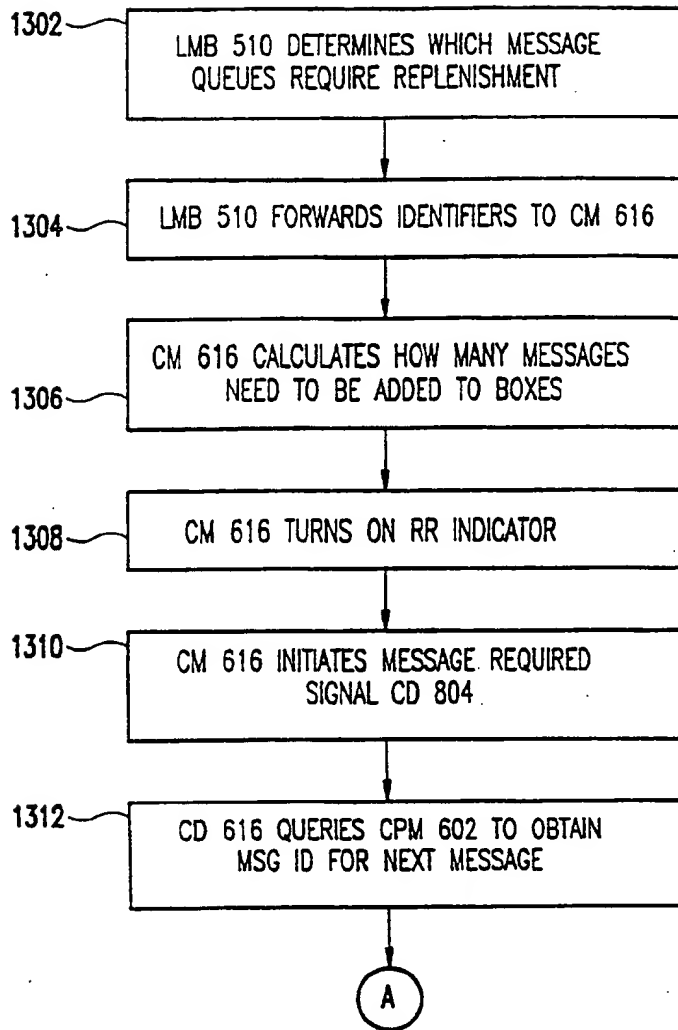 1302
LMB 510 DETERMINES WHICH MESSAGE
QUEUES REQUIRE REPLENISHMENT
1304
LMB 510 FORWARDS IDENTIFIERS TO CM 616
CM 616 CALCULATES HOW MANY MESSAGES
NEED TO BE ADDED TO BOXES
1306
CM 616 TURNS ON RR INDICATOR
1308
1310
CM 616 INITIATES MESSAGE REQUIRED
SIGNAL CD 804
1312
CD 616 QUERIES CPM 602 TO OBTAIN
MSG ID FOR NEXT MESSAGE
A